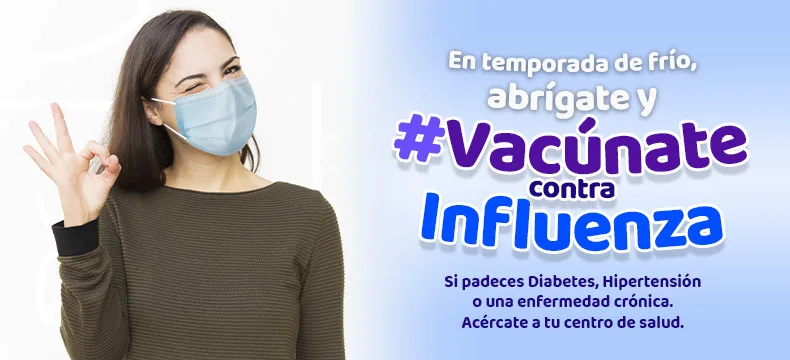 En temporada de frío,
abrígate y
#Vacúnate
contra
Influenza
Si padeces Diabetes, Hipertensión
o una enfermedad crónica.
Acércate a tu centro de salud.